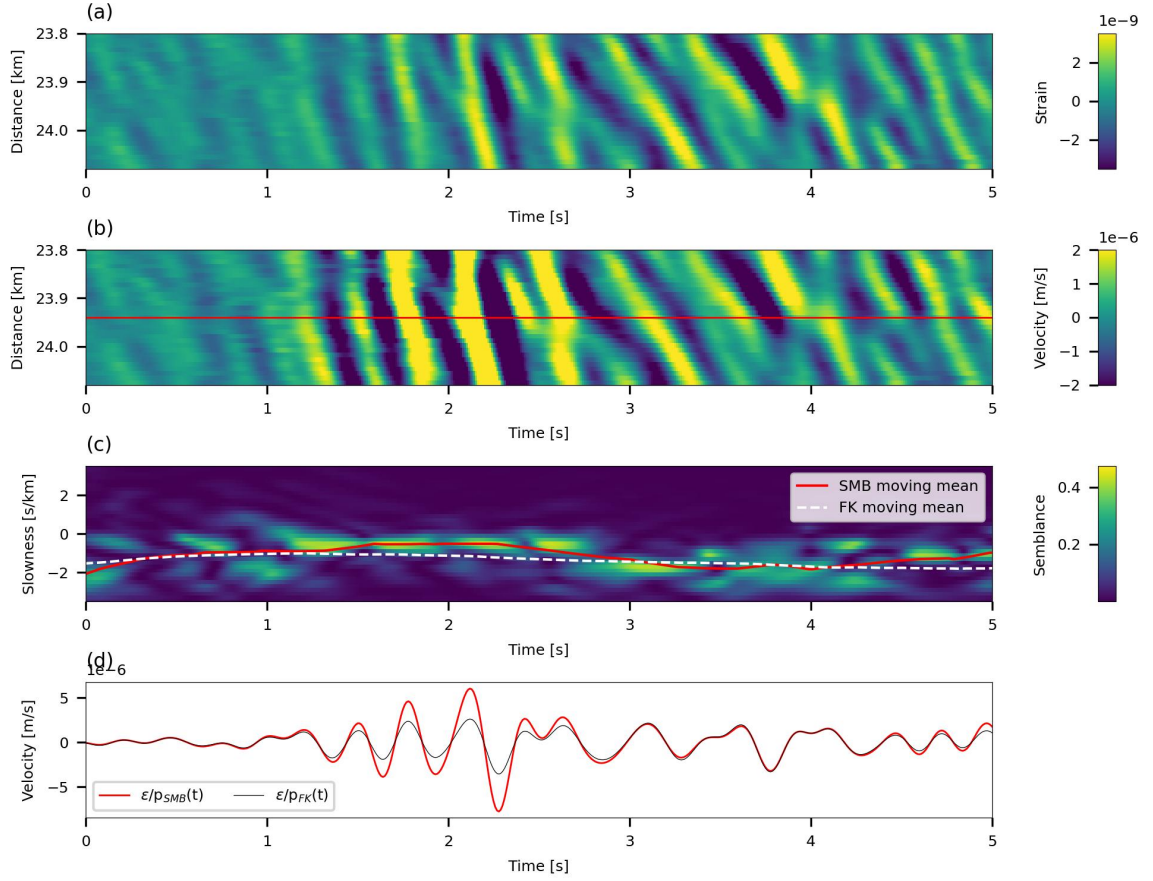 (a)
1e−9
23.8
23.9
24.0
Distance [km]
2
0
−2
Strain
0 1 2 3 4 5
Time [s]
(b)
1e−6
23.8
23.9
24.0
Distance [km]
2
1
0
−1
−2
Velocity [m/s]
0 1 2 3 4 5
Time [s]
(c)
2
0
−2
Slowness [s/km]
SMB moving mean
FK moving mean
0.4
0.2
Semblance
0 1 2 3 4 5
Time [s]
(d)
1e−6
5
0
−5
Velocity [m/s]
ε/pSMB(t) ε/pFK(t)
0 1 2 3 4 5
Time [s]